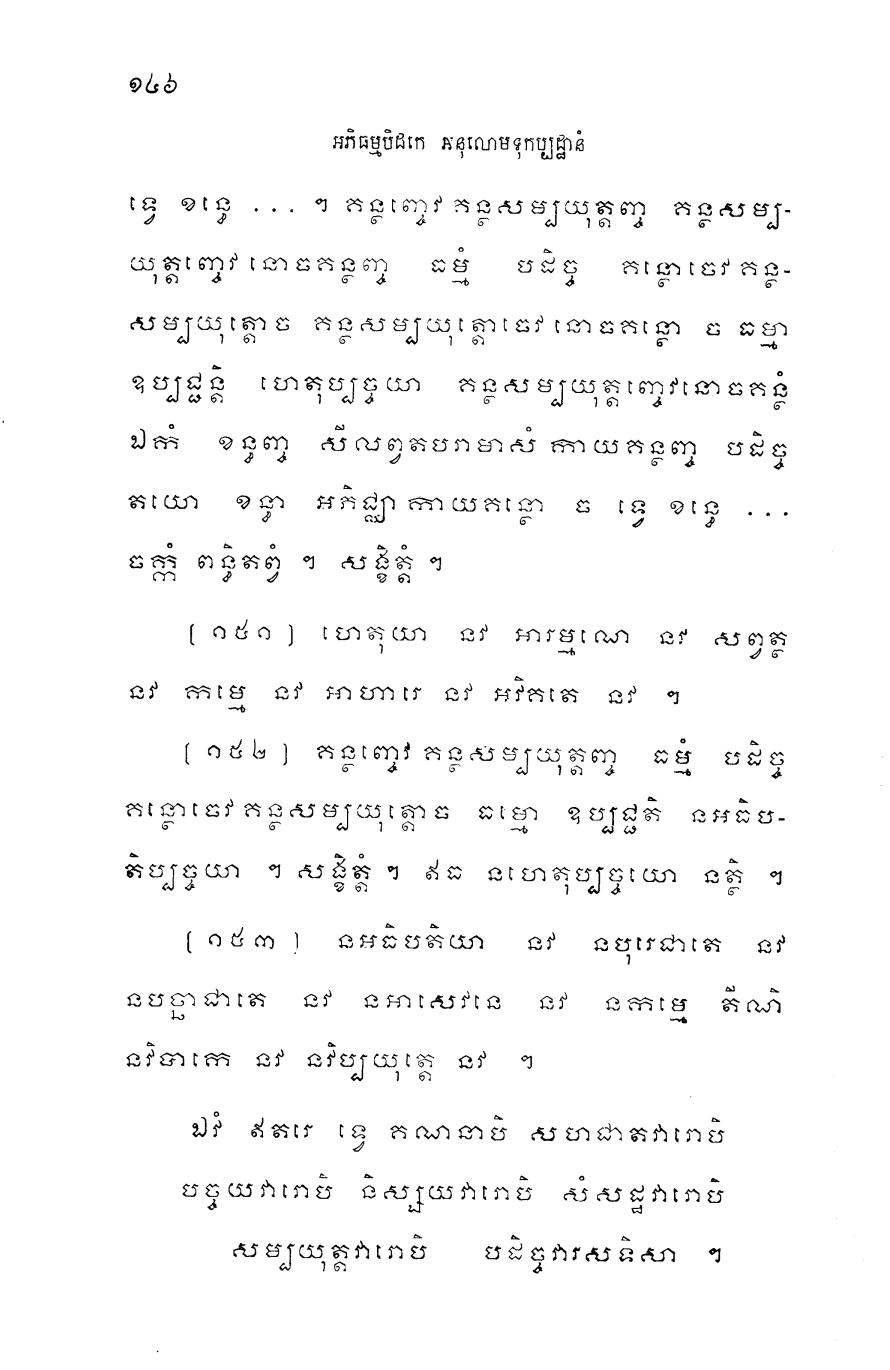 ១៤៦
អភិធម្មបិដកេ អនុលោមទុកប្បដ្ឋានំ
ទ្វេ ខន្ធេ ... ។ គន្ថញ្ចេវ គន្ថសម្បយុត្តញ្ច គន្ថសម្ប-
យុត្តញ្ចេវ នោចគន្ថញ្ច ធម្មំ បដិច្ច គន្ថោចេវ គន្ថ-
សម្បយុត្តោច គន្ថសម្បយុត្តោចេវ នោចគន្ថោ ច ធម្មា
ឧប្បជ្ជន្តិ ហេតុប្បច្ចយា គន្ថសម្បយុត្តញ្ចេវនោចគន្ថំ
ឯកំ ខន្ធញ្ច សីលព្វតបរាមាសំ កាយគន្ថញ្ច បដិច្ច
តយោ ខន្ធា អភិជ្ឈា កាយគន្ថោ ច ទ្វេ ខន្ធេ ...
ចក្កំ ពន្ធិតព្វំ ។ សង្ខិត្តំ ។
[ ១៥១ ] ហេតុយា នវ អារម្មណោ នវ សព្វត្ថ
នវ កម្មេ នវ អាហារេ នវ អវិគតេ នវ ។
[ ១៥២ ] គន្ថញ្ចេវ គន្ថសម្បយុត្តញ្ច ធម្មំ បដិច្ច
គន្ថោចេវ គន្ថសម្បយុត្តោច ធម្មោ ឧប្បជ្ជតិ នអធិប-
តិប្បច្ចយា ។ សង្ខិត្តំ ។ ឥធ នហេតុប្បច្ចយោ នត្ថិ ។
[ ១៥៣ ] នអធិបតិយា នវ នបុរេជាតេ នវ
នបច្ឆាជាតេ នវ នអាសេវនេ នវ នកម្មេ តីណិ
នវិបាកេ នវ នវិប្បយុត្តេ នវ ។
ឯវំ ឥតរេ ទ្វេ គណនាបិ សហជាតវារោបិ
បច្ចយវារោបិ និស្សយវារោបិ សំសដ្ឋវារោបិ
សម្បយុត្តវារោបិ បដិច្ចវារសទិសា ។